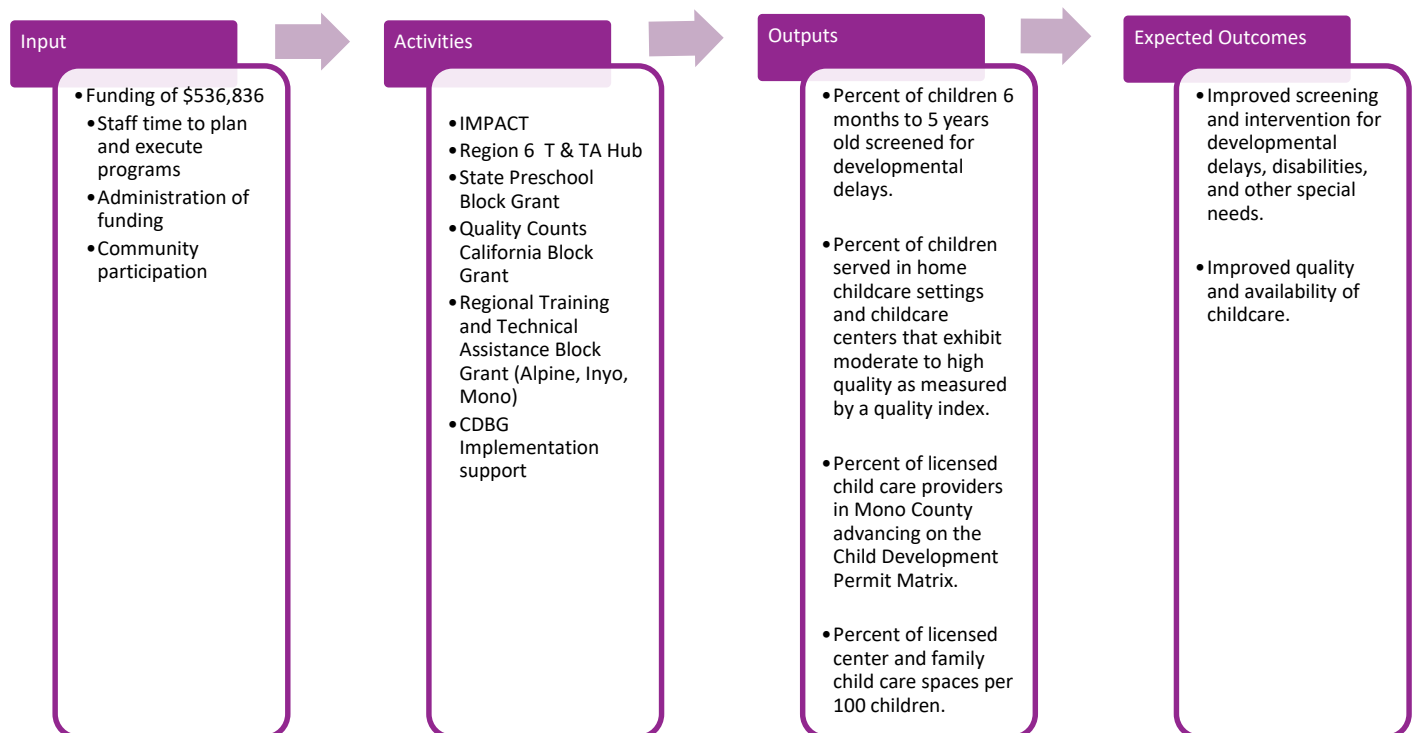 Input
•Funding of $536,836
•Staff time to plan
and execute
programs
•Administration of
funding
•Community
participation
Activities
•IMPACT
•Region 6 T & TA Hub
•State Preschool
Block Grant
•Quality Counts
California Block
Grant
•Regional Training
and Technical
Assistance Block
Grant (Alpine, Inyo,
Mono)
•CDBG
Implementation
support
Outputs
•Percent of children 6
months to 5 years
old screened for
developmental
delays.
•Percent of children
served in home
childcare settings
and childcare
centers that exhibit
moderate to high
quality as measured
by a quality index.
•Percent of licensed
child care providers
in Mono County
advancing on the
Child Development
Permit Matrix.
•Percent of licensed
center and family
child care spaces per
100 children.
Expected Outcomes
•Improved screening
and intervention for
developmental
delays, disabilities,
and other special
needs.
•Improved quality
and availability of
childcare.